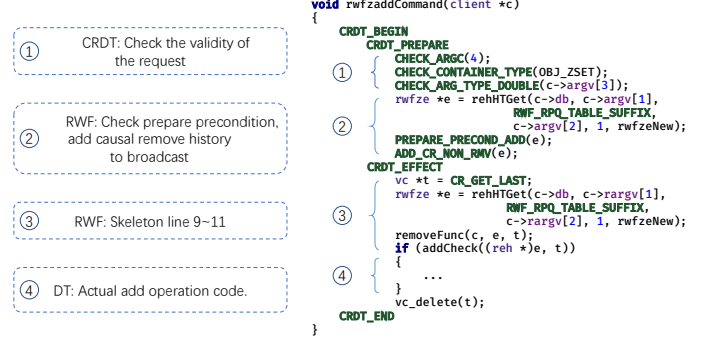 1
CRDT: Check the validity of
the request
2
RWF: Check prepare precondition,
add causal remove history
to broadcast
3
RWF: Skeleton line 9~11
4
DT: Actual add operation code.
void rwfzaddCommand(client *c)
{
CRDT_BEGIN
CRDT_PREPARE
1
CHECK_ARGC(4);
CHECK_CONTAINER_TYPE(OBJ_ZSET);
CHECK_ARG_TYPE_DOUBLE(c->argv[3]);
2
rwfze *e = rehHTGet(c->db, c->argv[1],
RWF_RPQ_TABLE_SUFFIX,
c->argv[2], 1, rwfzeNew);
PREPARE_PRECOND_ADD(e);
ADD_CR_NON_RMV(e);
CRDT_EFFECT
3
vc *t = CR_GET_LAST;
rwfze *e = rehHTGet(c->db, c->rargv[1],
RWF_RPQ_TABLE_SUFFIX,
c->rargv[2], 1, rwfzeNew);
removeFunc(c, e, t);
if (addCheck((reh *)e, t))
4
{
...
}
vc_delete(t);
CRDT_END
}